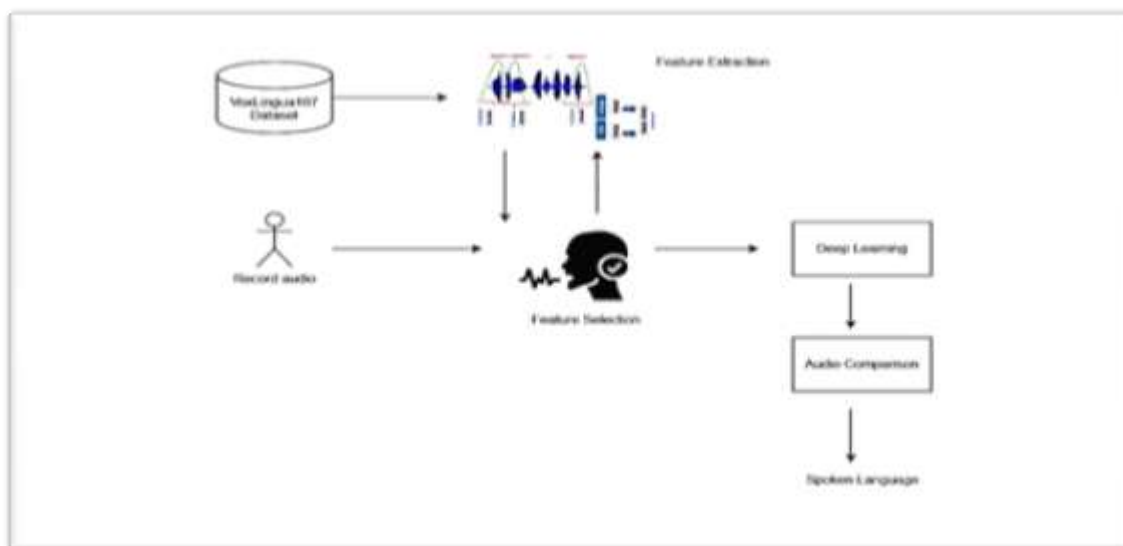 Feature Extraction
VoxLingua107
Dataset
Record audio
Feature Selection
Deep Learning
Audio Comparison
Spoken Language